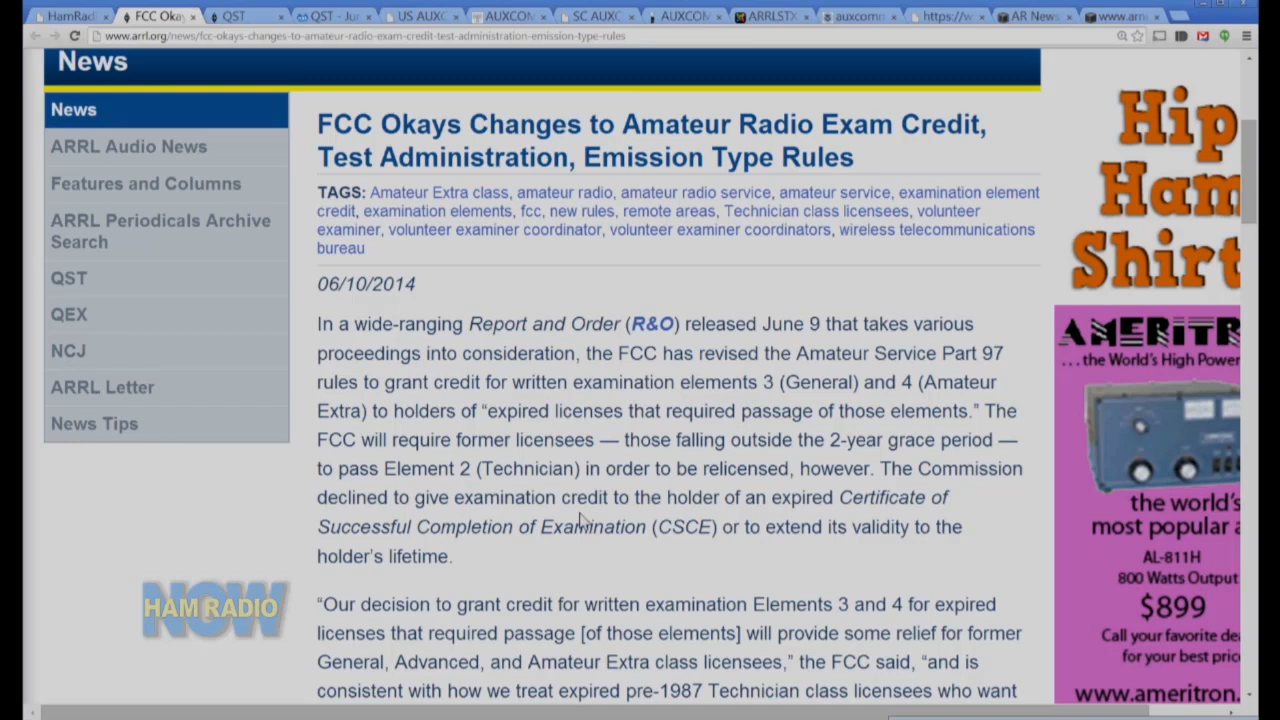 HamRad
FCC Okay
QST
QST - Jur
US AUXC
AUXCOM
SC AUXC
AUXCOM
ARRLSTX
auxcomm
https://w
AR News
www.arn
www.arrl.org/news/fcc-okays-changes-to-amateur-radio-exam-credit-test-administration-emission-type-rules
News
News
ARRL Audio News
Features and Columns
ARRL Periodicals Archive
Search
QST
QEX
NCJ
ARRL Letter
News Tips
FCC Okays Changes to Amateur Radio Exam Credit,
Test Administration, Emission Type Rules
TAGS: Amateur Extra class, amateur radio, amateur radio service, amateur service, examination element
credit, examination elements, fcc, new rules, remote areas, Technician class licensees, volunteer
examiner, volunteer examiner coordinator, volunteer examiner coordinators, wireless telecommunications
bureau
06/10/2014
In a wide-ranging Report and Order (R&O) released June 9 that takes various
proceedings into consideration, the FCC has revised the Amateur Service Part 97
rules to grant credit for written examination elements 3 (General) and 4 (Amateur
Extra) to holders of “expired licenses that required passage of those elements.” The
FCC will require former licensees — those falling outside the 2-year grace period —
to pass Element 2 (Technician) in order to be relicensed, however. The Commission
declined to give examination credit to the holder of an expired Certificate of
Successful Completion of Examination (CSCE) or to extend its validity to the
holder’s lifetime.
“Our decision to grant credit for written examination Elements 3 and 4 for expired
licenses that required passage [of those elements] will provide some relief for former
General, Advanced, and Amateur Extra class licensees,” the FCC said, “and is
consistent with how we treat expired pre-1987 Technician class licensees who want
Hip
Ham
Shirt
AMERITR
...the World's High Power
the world's
most popular a
AL-811H
800 Watts Output
$899
Call your favorite de
for your best pric
www.ameritron.
NOW
HAM RADIO